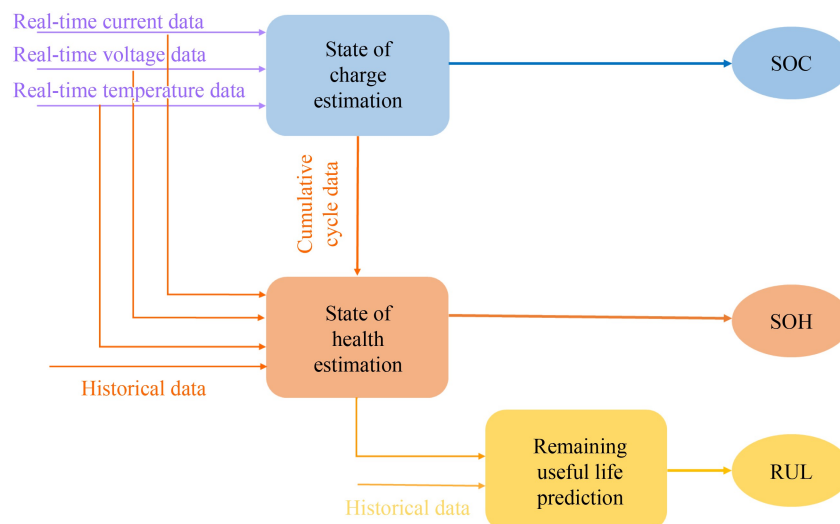 Real-time current data
Real-time voltage data
Real-time temperature data
State of
charge
estimation
SOC
Cumulative
cycle data
State of
health
estimation
SOH
Historical data
Remaining
useful life
prediction
RUL
Historical data